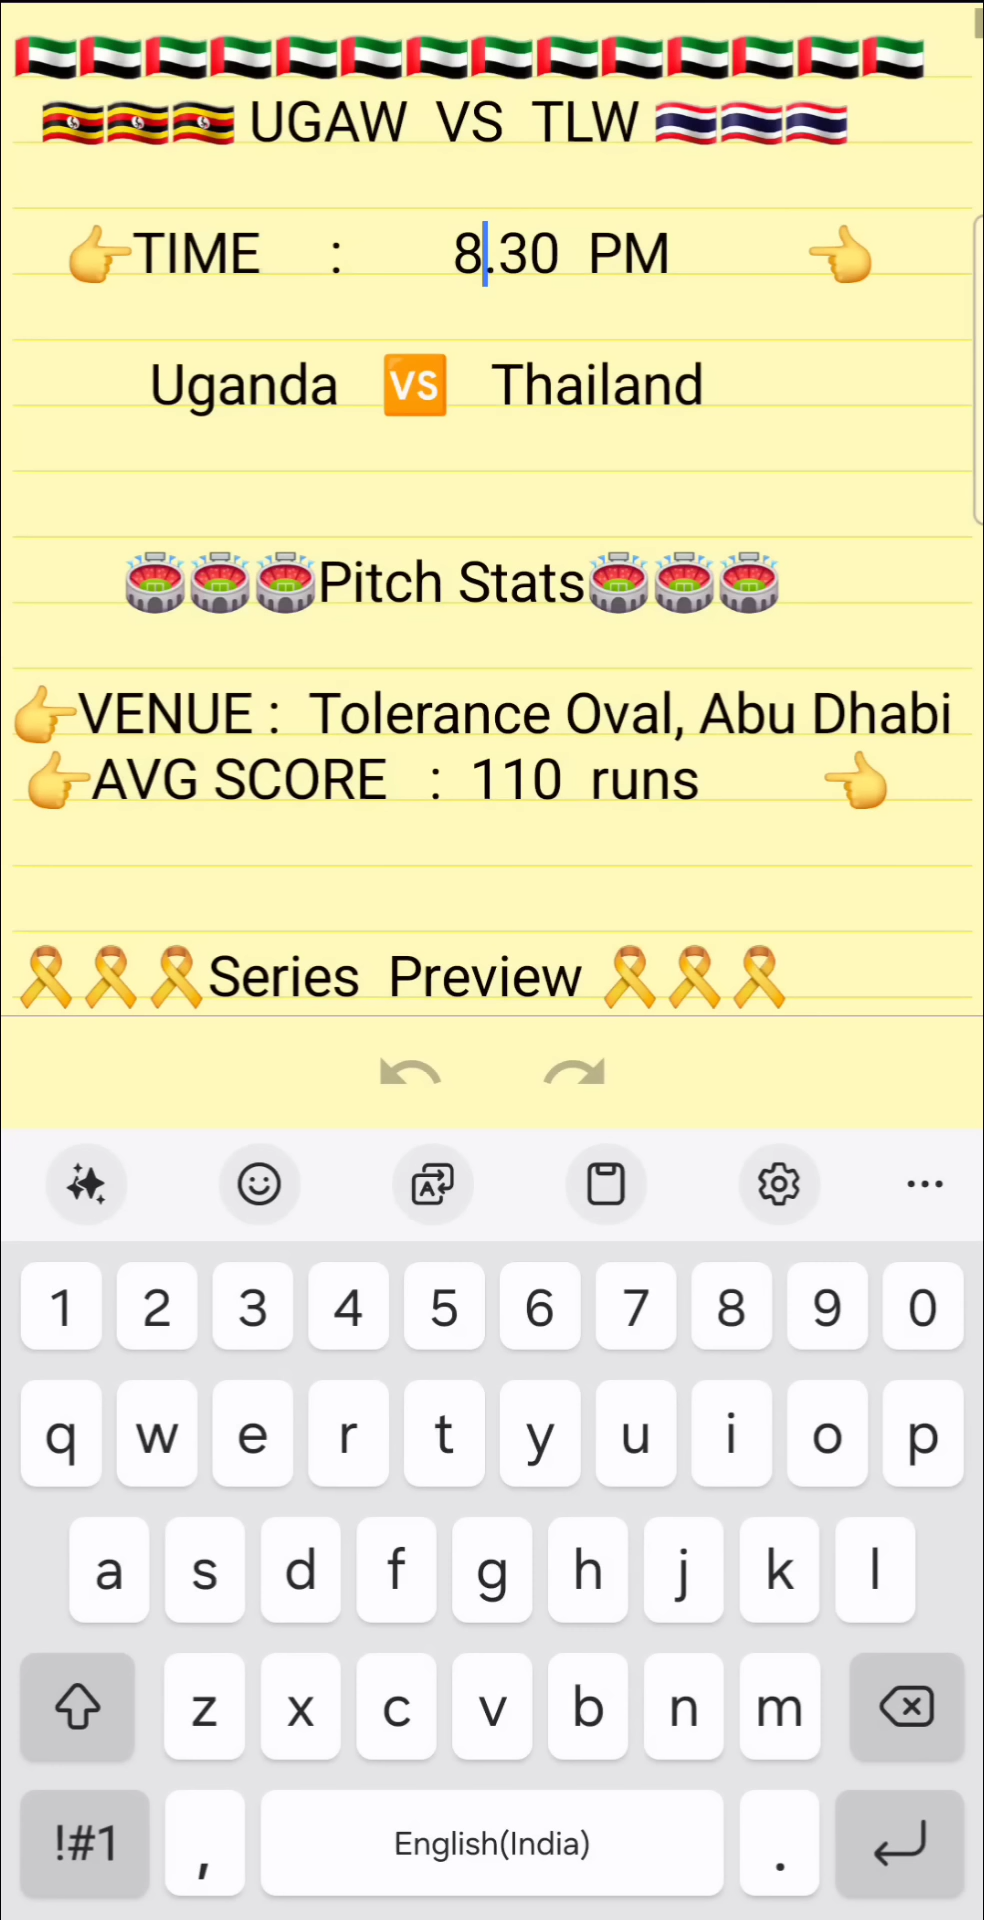 🇦🇪🇦🇪🇦🇪🇦🇪🇦🇪🇦🇪🇦🇪🇦🇪🇦🇪🇦🇪🇦🇪🇦🇪🇦🇪🇦🇪
🇺🇬🇺🇬🇺🇬 UGAW VS TLW 🇹🇭🇹🇭🇹🇭
👉TIME : 8.30 PM 👈
Uganda 🆚 Thailand
🏟️🏟️🏟️Pitch Stats🏟️🏟️🏟️
👉VENUE : Tolerance Oval, Abu Dhabi
👉AVG SCORE : 110 runs 👈
🎗️🎗️🎗️Series Preview 🎗️🎗️🎗️
1 2 3 4 5 6 7 8 9 0
q w e r t y u i o p
a s d f g h j k l
z x c v b n m
!#1 , English(India) .